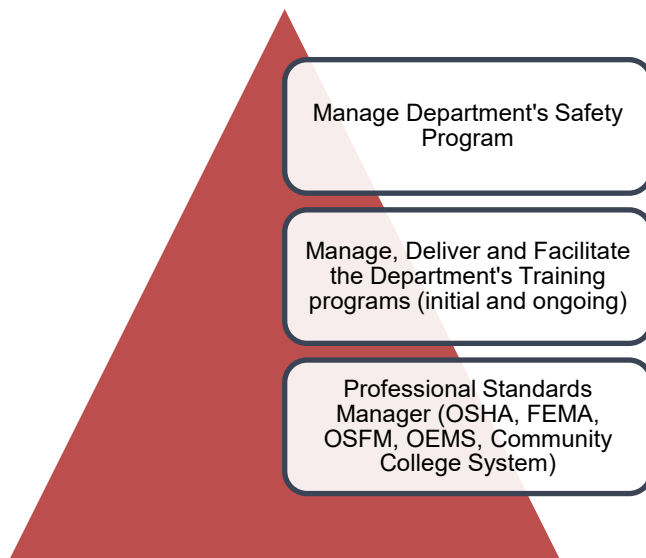 Manage Department's Safety
Program
Manage, Deliver and Facilitate
the Department's Training
programs (initial and ongoing)
Professional Standards
Manager (OSHA, FEMA,
OSFM, OEMS, Community
College System)